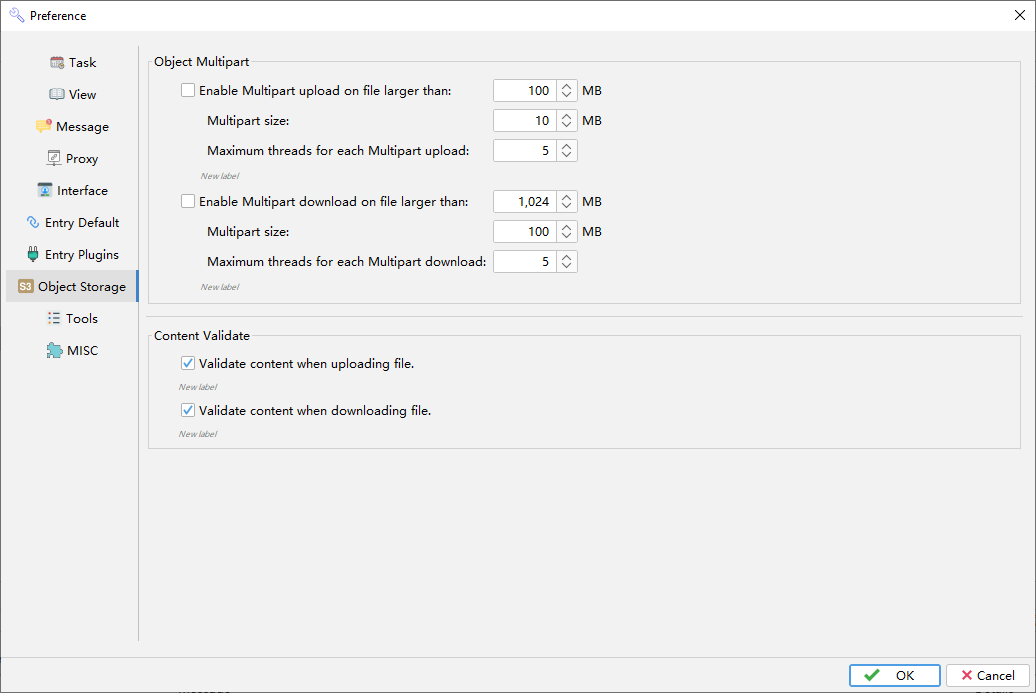 Preference
Task
View
Message
Proxy
Interface
Entry Default
Entry Plugins
S3 Object Storage
Tools
MISC
Object Multipart
Enable Multipart upload on file larger than: 100 MB
Multipart size: 10 MB
Maximum threads for each Multipart upload: 5
New label
Enable Multipart download on file larger than: 1,024 MB
Multipart size: 100 MB
Maximum threads for each Multipart download: 5
New label
Content Validate
Validate content when uploading file.
New label
Validate content when downloading file.
New label
OK Cancel